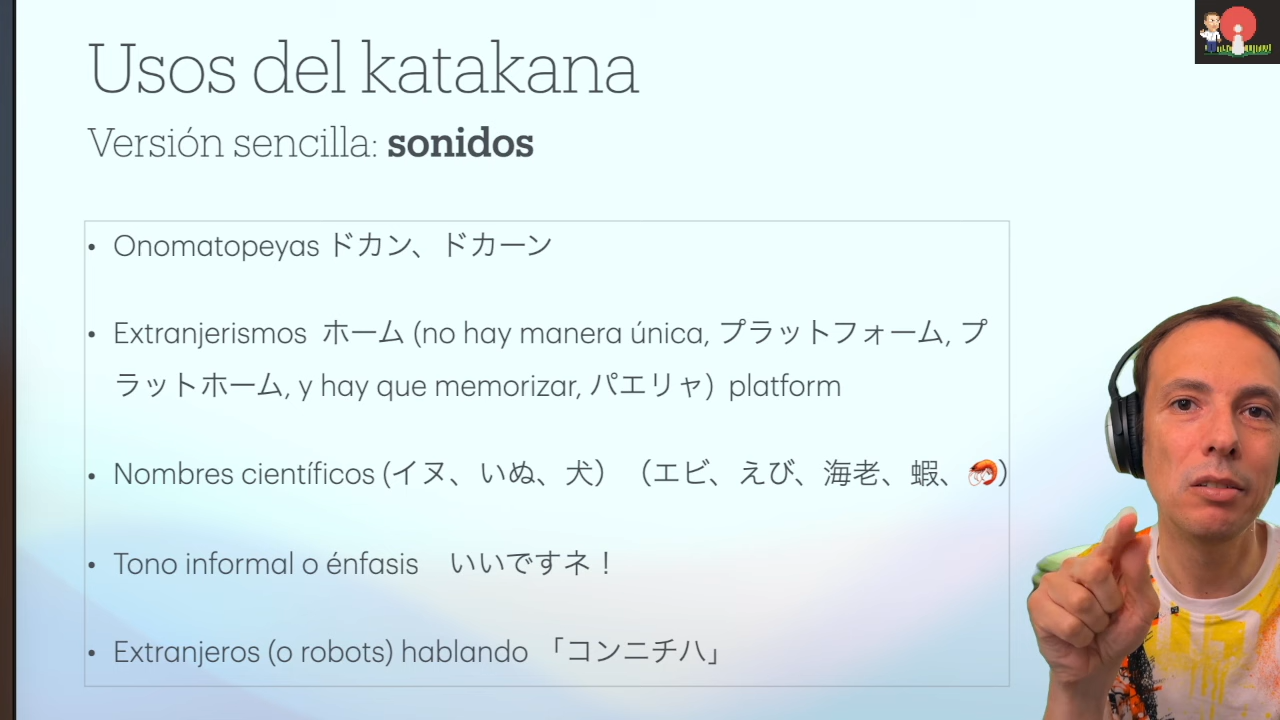 Usos del katakana
Versión sencilla: sonidos
• Onomatopeyas ドカン、ドカーン
• Extranjerismos ホーム (no hay manera única, プラットフォーム, プ
ラットホーム, y hay que memorizar, パエリャ) platform
• Nombres científicos (イヌ、いぬ、犬) (エビ、えび、海老、蝦、🦐)
• Tono informal o énfasis いいですネ!
• Extranjeros (o robots) hablando 「コンニチハ」